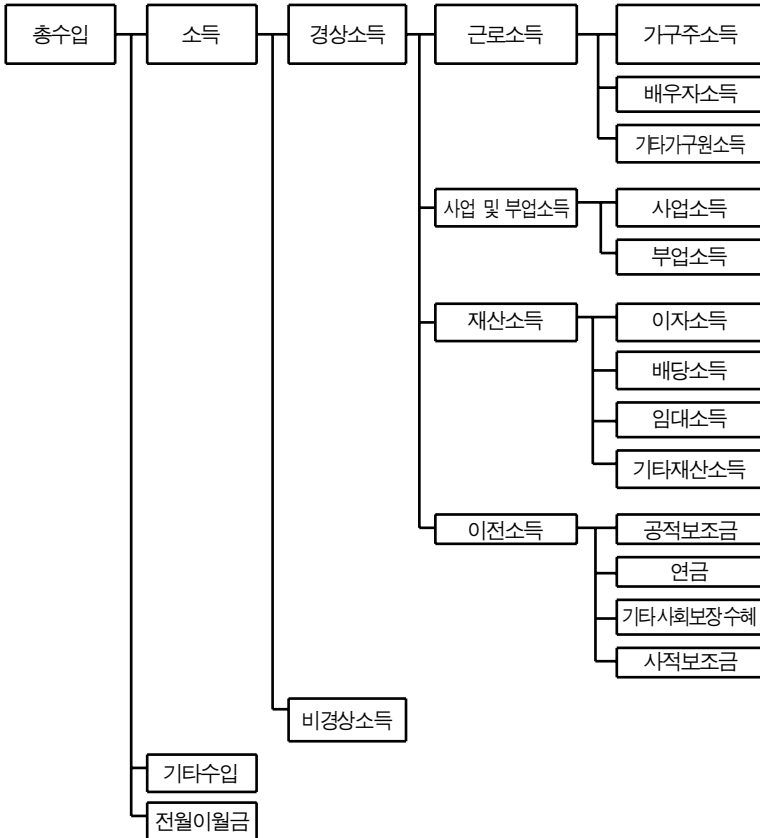 총수입
소득
경상소득
근로소득
가구주소득
배우자소득
기타가구원소득
사업 및 부업소득
사업소득
부업소득
재산소득
이자소득
배당소득
임대소득
기타재산소득
이전소득
공적보조금
연금
기타사회보장수혜
사적보조금
비경상소득
기타수입
전월이월금